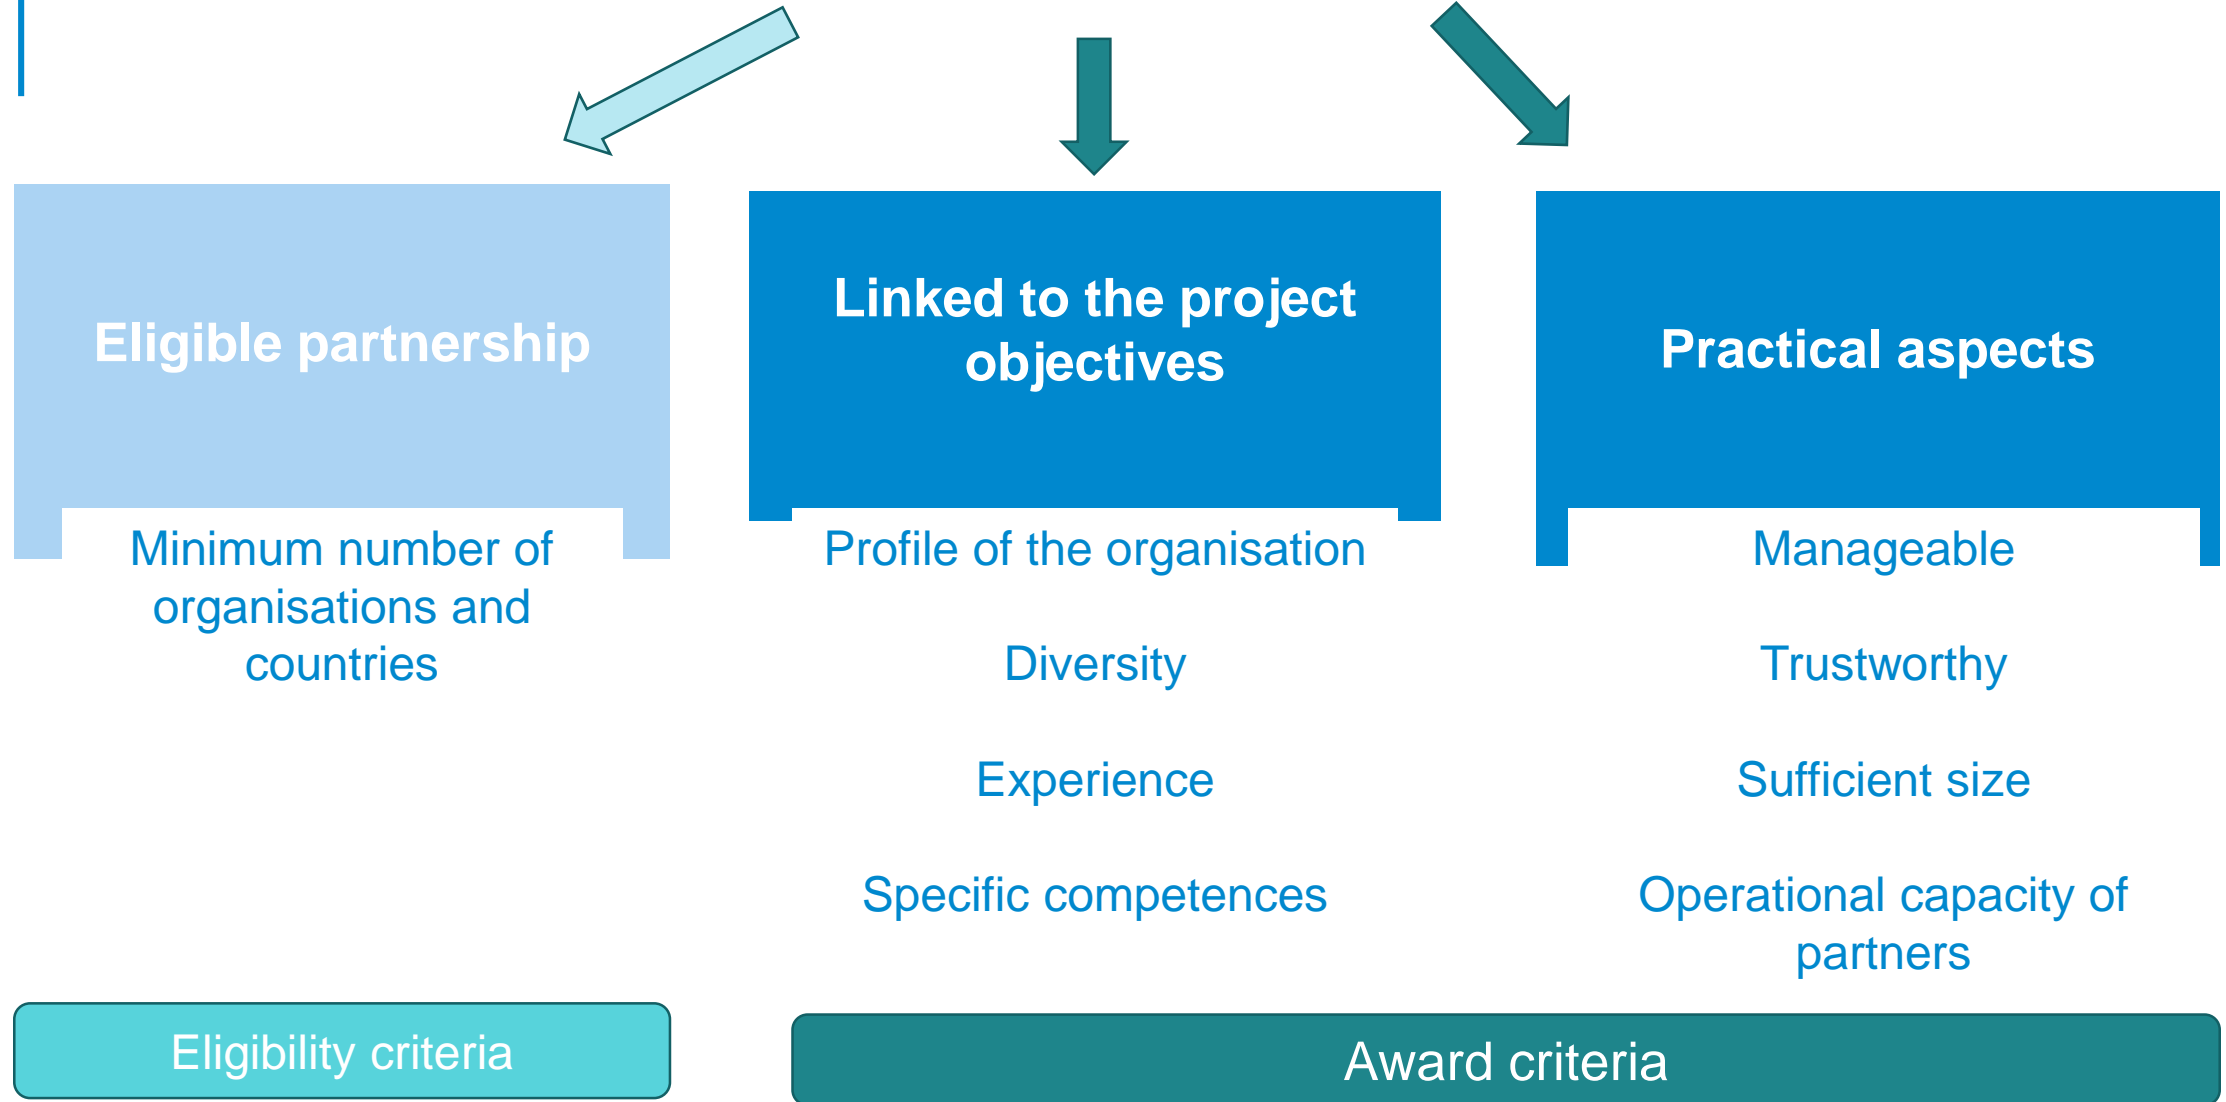 Eligible partnership
Minimum number of
organisations and
countries
Eligibility criteria
Linked to the project
objectives
Profile of the organisation
Diversity
Experience
Specific competences
Practical aspects
Manageable
Trustworthy
Sufficient size
Operational capacity of
partners
Award criteria